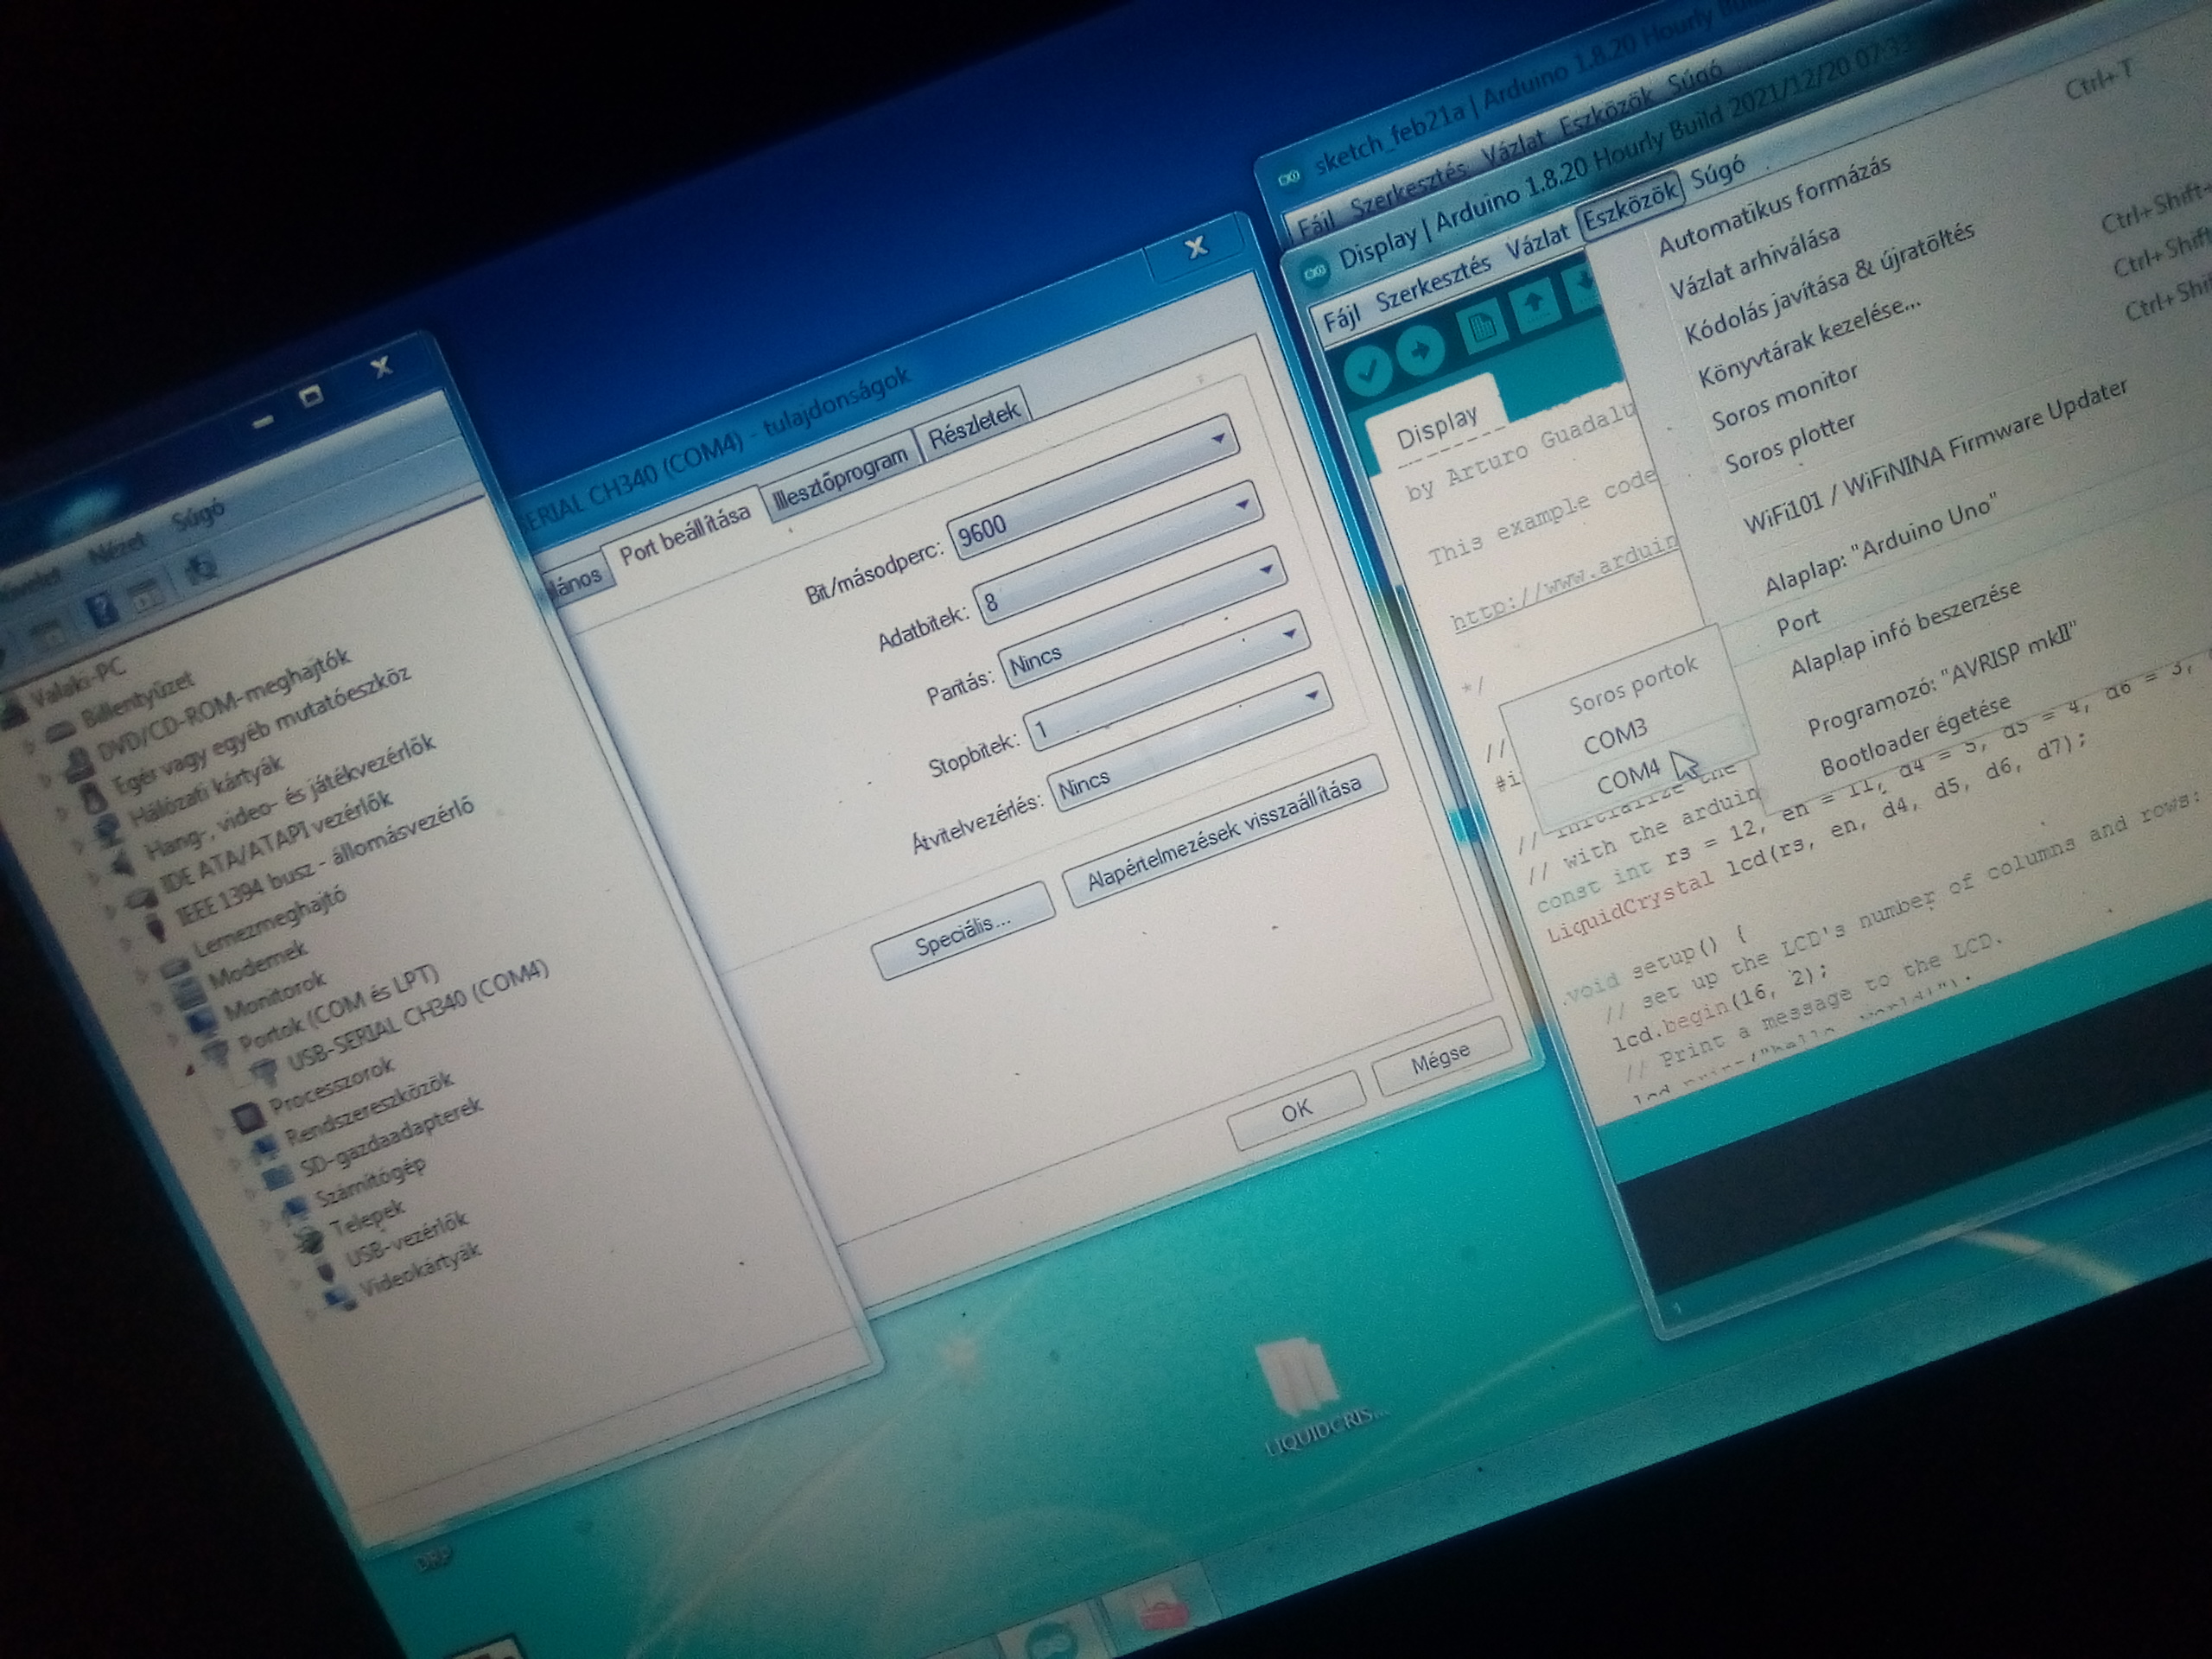 Nézet Súgó
Valaki-PC
Billentyűzet
DVD/CD-ROM-meghajtók
Egér vagy egyéb mutatóeszköz
Hálózati kártyák
Hang-, video- és játékvezérlők
IDE ATA/ATAPI vezérlők
IEEE 1394 busz - állomásvezérlő
Lemezmeghajtó
Modemek
Monitorok
Portok (COM és LPT)
USB-SERIAL CH340 (COM4)
Processzorok
Rendszereszközök
SD-gazdaadapterek
Számítógép
Telepek
USB-vezérlők
Videokártyák
ERIAL CH340 (COM4) - tulajdonságok
lános Port beállítása Illesztőprogram Részletek
Bit/másodperc: 9600
Adatbitek: 8
Paritás: Nincs
Stopbitek: 1
Átvitelvezérlés: Nincs
Speciális... Alapértelmezések visszaállítása
OK Mégse
sketch_feb21a | Arduino 1.8.20 Hourly
Fájl Szerkesztés Vázlat Eszközök Súgó
Display | Arduino 1.8.20 Hourly Build 2021/12/20 07:3
Fájl Szerkesztés Vázlat Eszközök Súgó
Automatikus formázás Ctrl+T
Vázlat arhiválása
Kódolás javítása & újratöltés Ctrl+Shift+
Könyvtárak kezelése... Ctrl+Shift
Soros monitor Ctrl+Shi
Soros plotter
WiFi101 / WiFiNINA Firmware Updater
Alaplap: "Arduino Uno"
Port
Alaplap infó beszerzése
Programozó: "AVRISP mkII"
Bootloader égetése
Soros portok
COM3
COM4
Display
by Arturo Guadalu
This example code
http://www.arduin
*/
//
#i
// initialize the
// with the arduin
const int rs = 12, en = 11, d4 = 5, d5 = 4, d6 = 3,
LiquidCrystal lcd(rs, en, d4, d5, d6, d7);
void setup() {
// set up the LCD's number of columns and rows:
lcd.begin(16, 2);
// Print a message to the LCD.
LIQUIDCRIS...
1